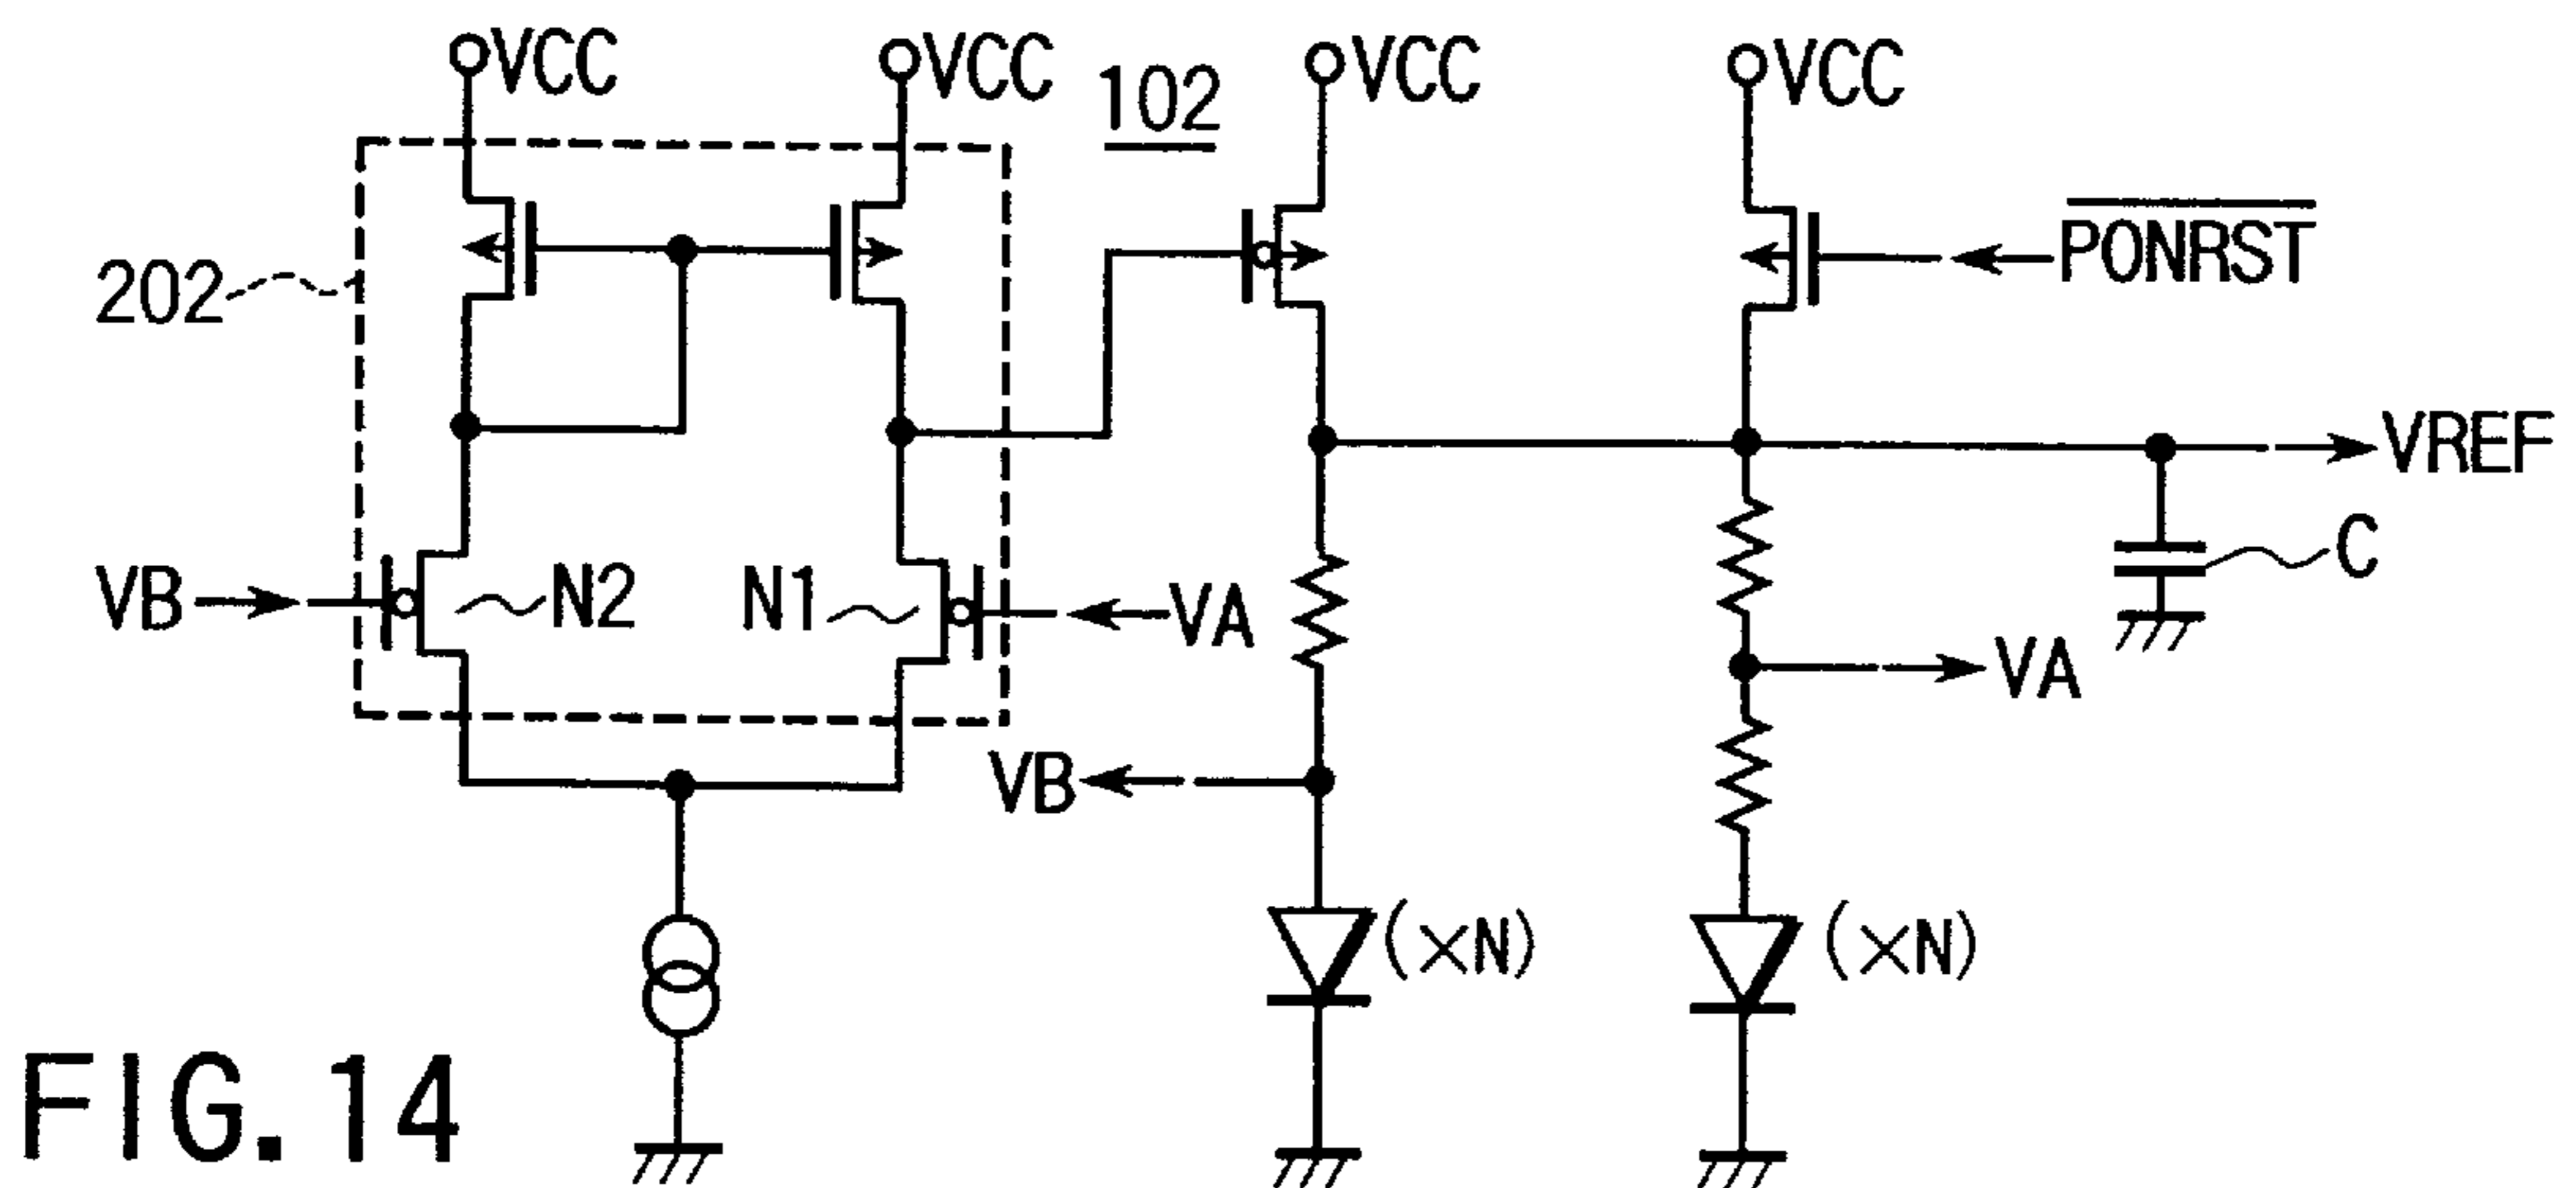 VCC
VCC
VCC
VCC
102
PONRST
202
VREF
C
VB
N2
N1
VA
VA
VB
(×N)
(×N)
FIG.14